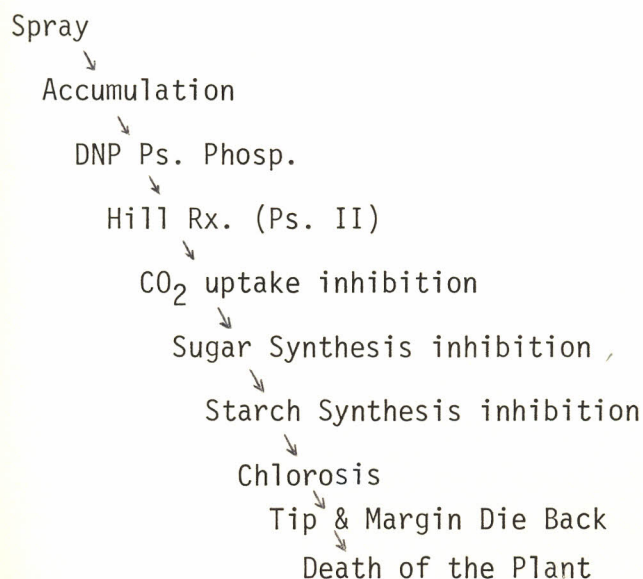 Spray
Accumulation
DNP Ps. Phosp.
Hill Rx. (Ps. II)
CO2 uptake inhibition
Sugar Synthesis inhibition
Starch Synthesis inhibition
Chlorosis
Tip & Margin Die Back
Death of the Plant